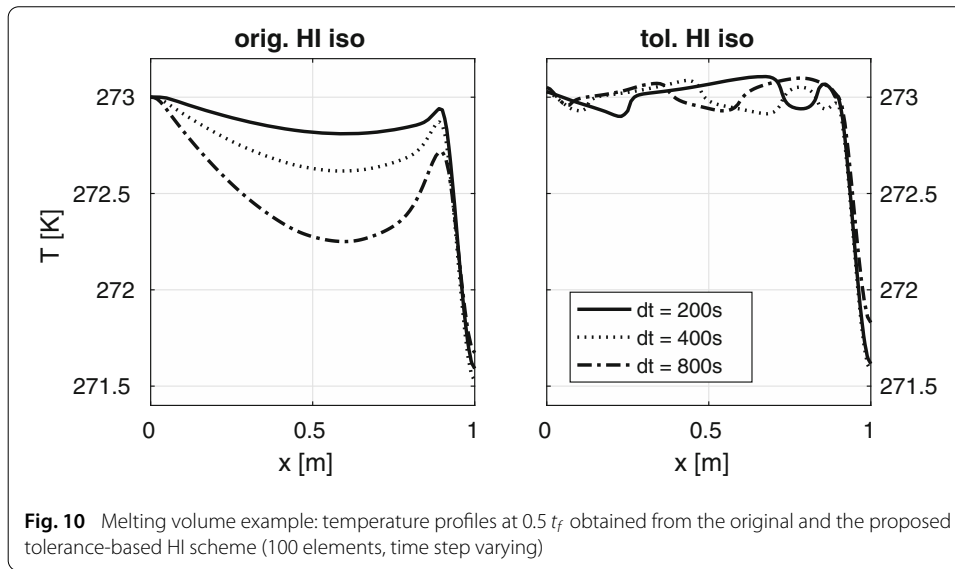 orig. HI iso
tol. HI iso
T [K]
273
272.5
272
271.5
0
0.5
1
x [m]
dt = 200s
dt = 400s
dt = 800s
273
272.5
272
271.5
0
0.5
1
x [m]
Fig. 10 Melting volume example: temperature profiles at 0.5 tf obtained from the original and the proposed
tolerance-based HI scheme (100 elements, time step varying)